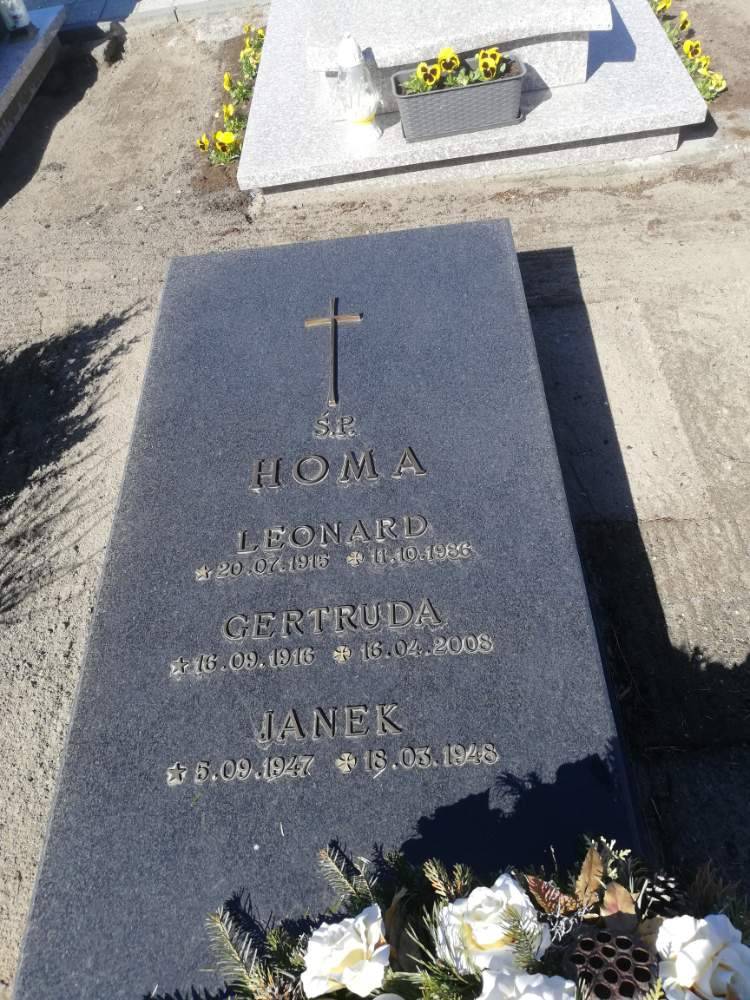 Ś.P.
HOMA
LEONARD
20.07.1915 11.10.1986
GERTRUDA
16.09.1916 16.04.2008
JANEK
5.09.1947 18.03.1948